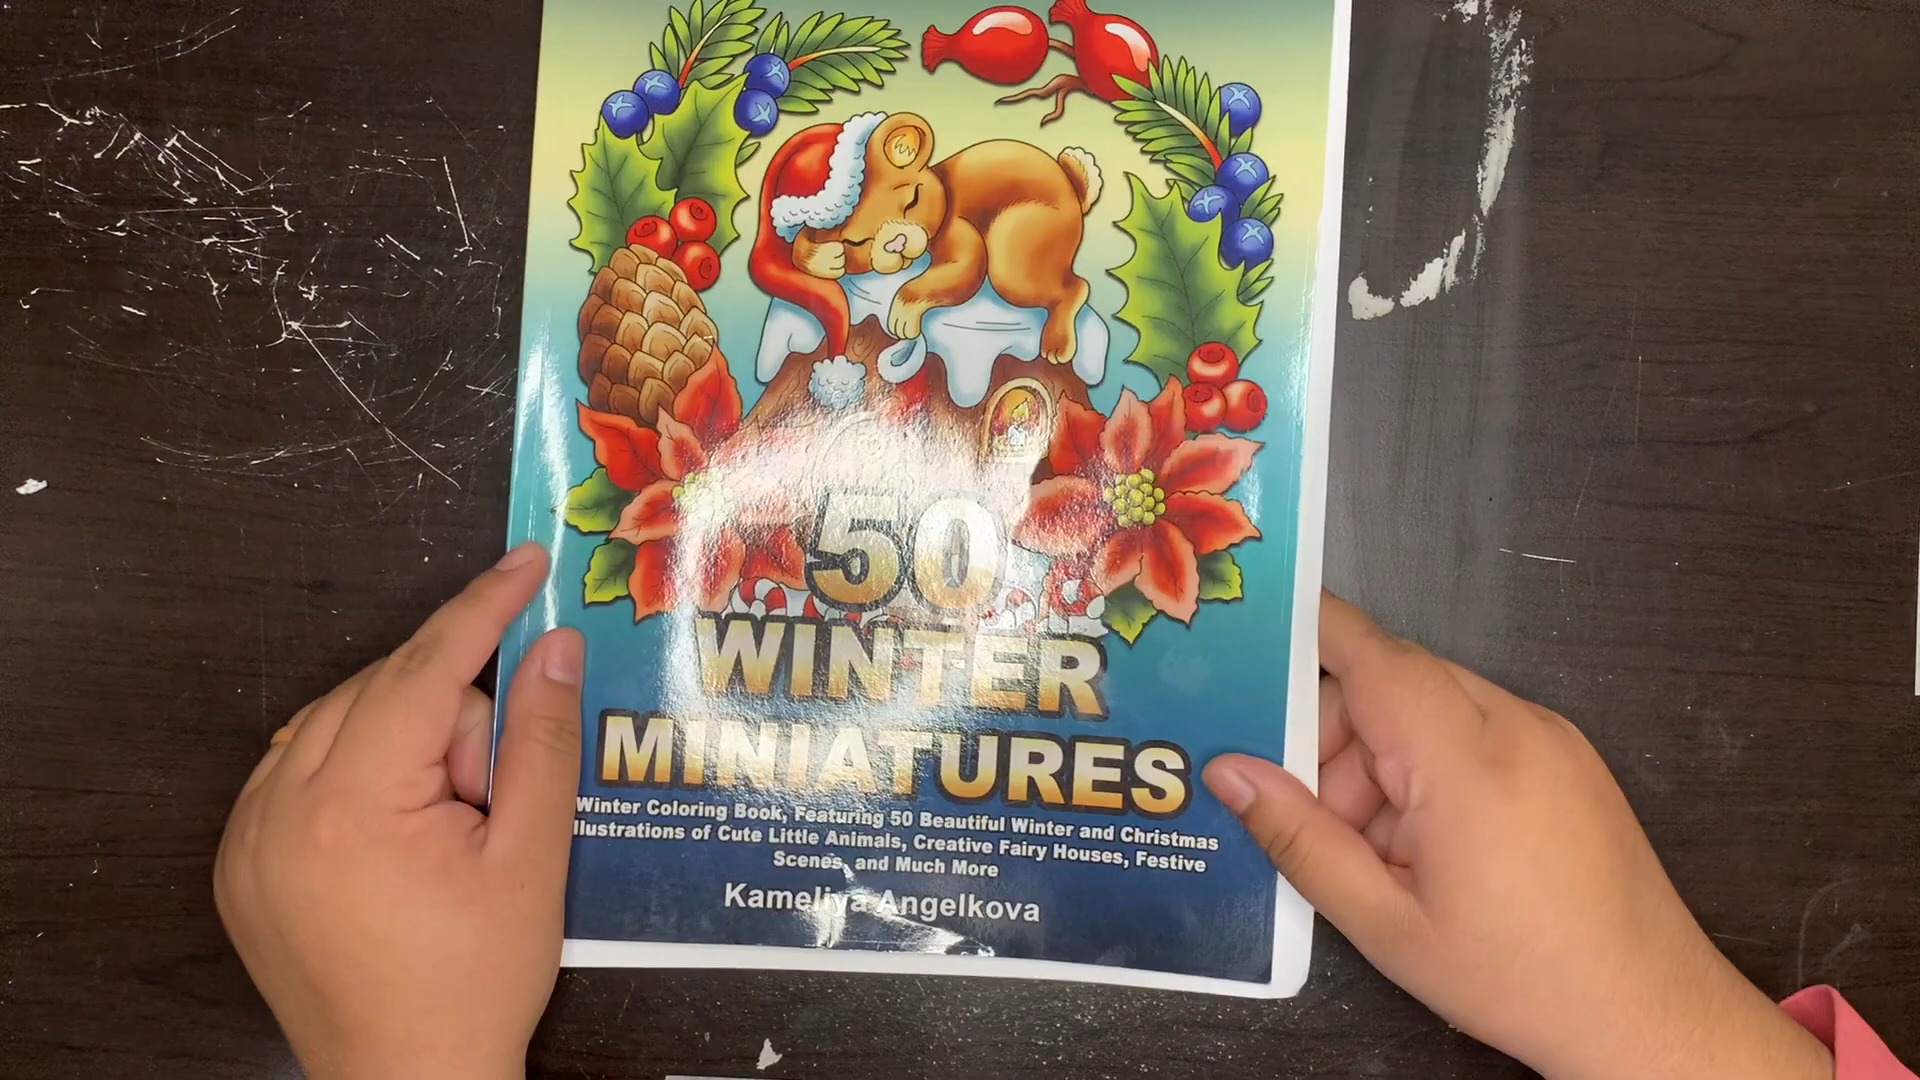 50
WINTER
MINIATURES
Winter Coloring Book, Featuring 50 Beautiful Winter and Christmas
Illustrations of Cute Little Animals, Creative Fairy Houses, Festive
Scenes, and Much More
Kameliya Angelkova